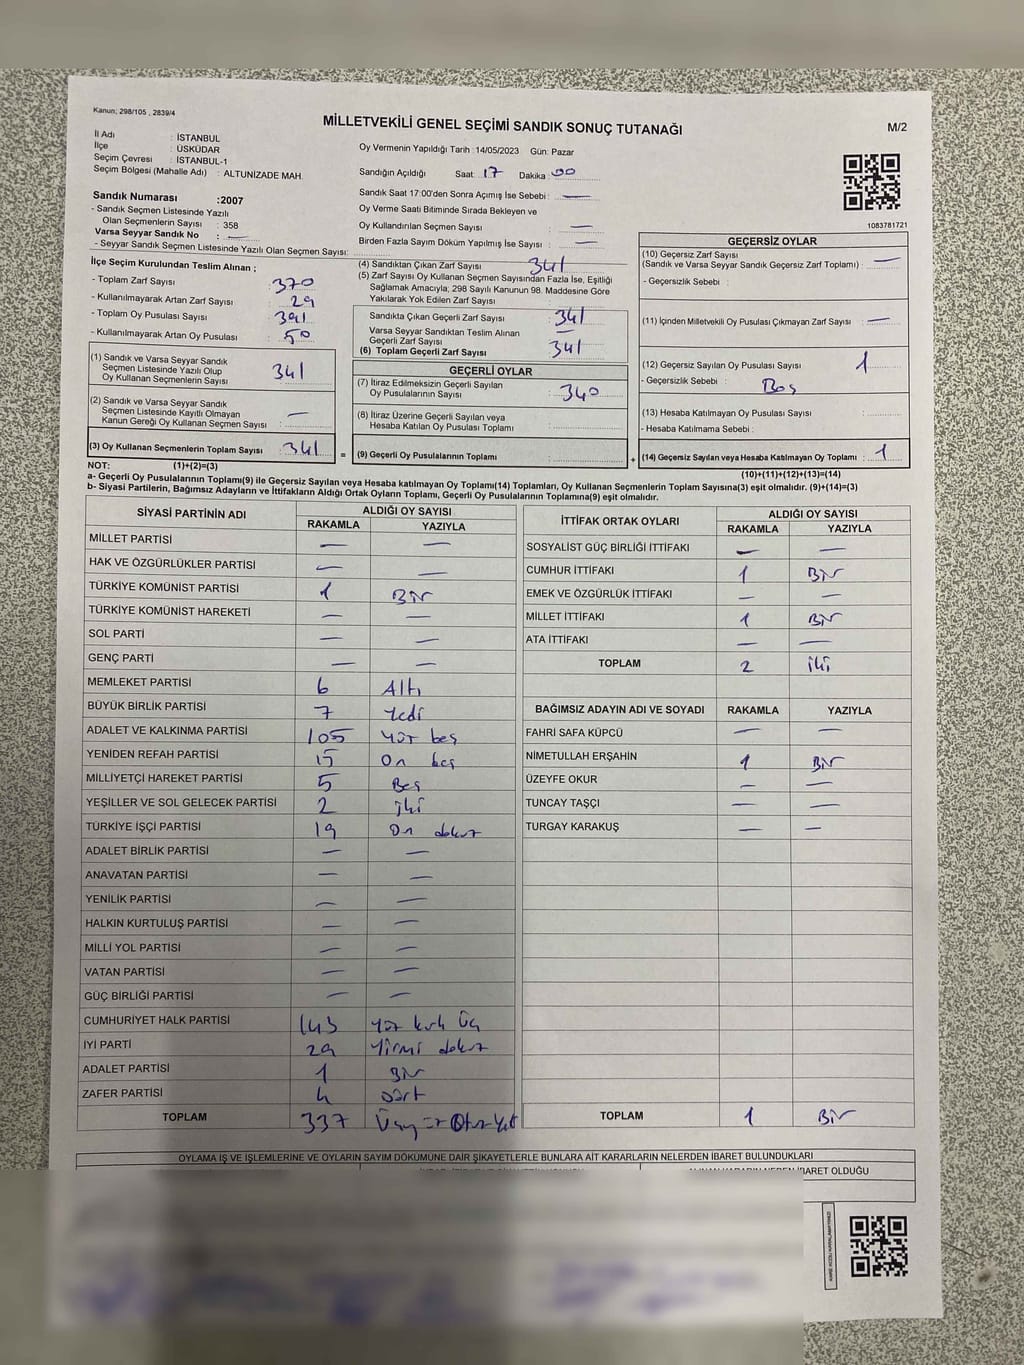 Kanun; 298/105 , 2839/4
MİLLETVEKİLİ GENEL SEÇİMİ SANDIK SONUÇ TUTANAĞI
M/2
İl Adı : İSTANBUL
İlçe : ÜSKÜDAR
Seçim Çevresi : İSTANBUL-1
Seçim Bölgesi (Mahalle Adı) : ALTUNİZADE MAH.
Oy Vermenin Yapıldığı Tarih :14/05/2023 Gün: Pazar
Sandığın Açıldığı Saat: 17 Dakika : 00
Sandık Saat 17:00'den Sonra Açımış İse Sebebi : —
Oy Verme Saati Bitiminde Sırada Bekleyen ve
Oy Kullandırılan Seçmen Sayısı : —
Birden Fazla Sayım Döküm Yapılmış İse Sayısı : —
1083781721
Sandık Numarası :2007
- Sandık Seçmen Listesinde Yazılı
Olan Seçmenlerin Sayısı : 358
Varsa Seyyar Sandık No : —
- Seyyar Sandık Seçmen Listesinde Yazılı Olan Seçmen Sayısı:
İlçe Seçim Kurulundan Teslim Alınan ;
- Toplam Zarf Sayısı : 370
- Kullanılmayarak Artan Zarf Sayısı : 29
- Toplam Oy Pusulası Sayısı : 391
- Kullanılmayarak Artan Oy Pusulası : 50
(1) Sandık ve Varsa Seyyar Sandık
Seçmen Listesinde Yazılı Olup
Oy Kullanan Seçmenlerin Sayısı : 341
(2) Sandık ve Varsa Seyyar Sandık
Seçmen Listesinde Kayıtlı Olmayan
Kanun Gereği Oy Kullanan Seçmen Sayısı : —
(3) Oy Kullanan Seçmenlerin Toplam Sayısı : 341
(4) Sandıktan Çıkan Zarf Sayısı : 341
(5) Zarf Sayısı Oy Kullanan Seçmen Sayısından Fazla İse, Eşitliği
Sağlamak Amacıyla; 298 Sayılı Kanunun 98. Maddesine Göre
Yakılarak Yok Edilen Zarf Sayısı :
Sandıkta Çıkan Geçerli Zarf Sayısı : 341
Varsa Seyyar Sandıktan Teslim Alınan
Geçerli Zarf Sayısı : —
(6) Toplam Geçerli Zarf Sayısı : 341
GEÇERLİ OYLAR
(7) İtiraz Edilmeksizin Geçerli Sayılan
Oy Pusulalarının Sayısı : 340
(8) İtiraz Üzerine Geçerli Sayılan veya
Hesaba Katılan Oy Pusulası Toplamı :
= (9) Geçerli Oy Pusulalarının Toplamı :
GEÇERSİZ OYLAR
(10) Geçersiz Zarf Sayısı
(Sandık ve Varsa Seyyar Sandık Geçersiz Zarf Toplamı) : —
- Geçersizlik Sebebi :
(11) İçinden Milletvekili Oy Pusulası Çıkmayan Zarf Sayısı : —
(12) Geçersiz Sayılan Oy Pusulası Sayısı : 1
- Geçersizlik Sebebi : Boş
(13) Hesaba Katılmayan Oy Pusulası Sayısı :
- Hesaba Katılmama Sebebi :
+ (14) Geçersiz Sayılan veya Hesaba Katılmayan Oy Toplamı : 1
NOT: (1)+(2)=(3)
(10)+(11)+(12)+(13)=(14)
a- Geçerli Oy Pusulalarının Toplamı(9) ile Geçersiz Sayılan veya Hesaba katılmayan Oy Toplamı(14) Toplamları, Oy Kullanan Seçmenlerin Toplam Sayısına(3) eşit olmalıdır. (9)+(14)=(3)
b- Siyasi Partilerin, Bağımsız Adayların ve İttifakların Aldığı Ortak Oyların Toplamı, Geçerli Oy Pusulalarının Toplamına(9) eşit olmalıdır.
SİYASİ PARTİNİN ADI ALDIĞI OY SAYISI
RAKAMLA YAZIYLA
MİLLET PARTİSİ — —
HAK VE ÖZGÜRLÜKLER PARTİSİ — —
TÜRKİYE KOMÜNİST PARTİSİ 1 Bir
TÜRKİYE KOMÜNİST HAREKETİ — —
SOL PARTİ — —
GENÇ PARTİ — —
MEMLEKET PARTİSİ 6 Altı
BÜYÜK BİRLİK PARTİSİ 7 Yedi
ADALET VE KALKINMA PARTİSİ 105 Yüz beş
YENİDEN REFAH PARTİSİ 15 On beş
MİLLİYETÇİ HAREKET PARTİSİ 5 Beş
YEŞİLLER VE SOL GELECEK PARTİSİ 2 iki
TÜRKİYE İŞÇİ PARTİSİ 19 On dokuz
ADALET BİRLİK PARTİSİ — —
ANAVATAN PARTİSİ — —
YENİLİK PARTİSİ — —
HALKIN KURTULUŞ PARTİSİ — —
MİLLİ YOL PARTİSİ — —
VATAN PARTİSİ — —
GÜÇ BİRLİĞİ PARTİSİ — —
CUMHURİYET HALK PARTİSİ 143 Yüz kırk üç
İYİ PARTİ 29 Yirmi dokuz
ADALET PARTİSİ 1 Bir
ZAFER PARTİSİ 4 Dört
TOPLAM 337 Üçyüz Otuz Yedi
İTTİFAK ORTAK OYLARI ALDIĞI OY SAYISI
RAKAMLA YAZIYLA
SOSYALİST GÜÇ BİRLİĞİ İTTİFAKI — —
CUMHUR İTTİFAKI 1 Bir
EMEK VE ÖZGÜRLÜK İTTİFAKI — —
MİLLET İTTİFAKI 1 Bir
ATA İTTİFAKI — —
TOPLAM 2 iki
BAĞIMSIZ ADAYIN ADI VE SOYADI RAKAMLA YAZIYLA
FAHRİ SAFA KÜPCÜ — —
NİMETULLAH ERŞAHİN 1 Bir
ÜZEYFE OKUR — —
TUNCAY TAŞÇI — —
TURGAY KARAKUŞ — —
TOPLAM 1 Bir
OYLAMA İŞ VE İŞLEMLERİNE VE OYLARIN SAYIM DÖKÜMÜNE DAİR ŞİKAYETLERLE BUNLARA AİT KARARLARIN NELERDEN İBARET BULUNDUKLARI
ALINAN KARARIN NEDEN İBARET OLDUĞU